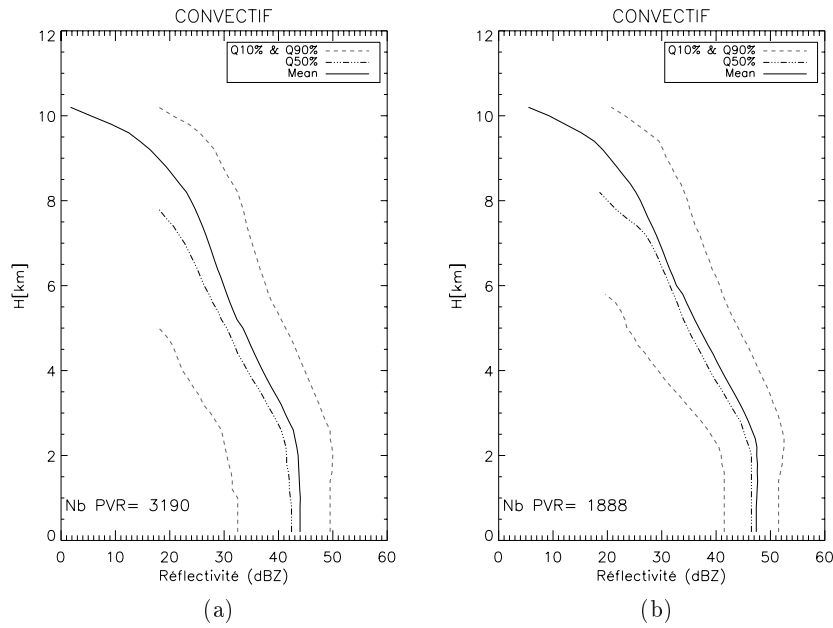 CONVECTIF
12
10
8
6
4
2
0
H[km]
Q10% & Q90%
Q50%
Mean
Nb PVR= 3190
0 10 20 30 40 50 60
Réflectivité (dBZ)
(a)
CONVECTIF
12
10
8
6
4
2
0
H[km]
Q10% & Q90%
Q50%
Mean
Nb PVR= 1888
0 10 20 30 40 50 60
Réflectivité (dBZ)
(b)